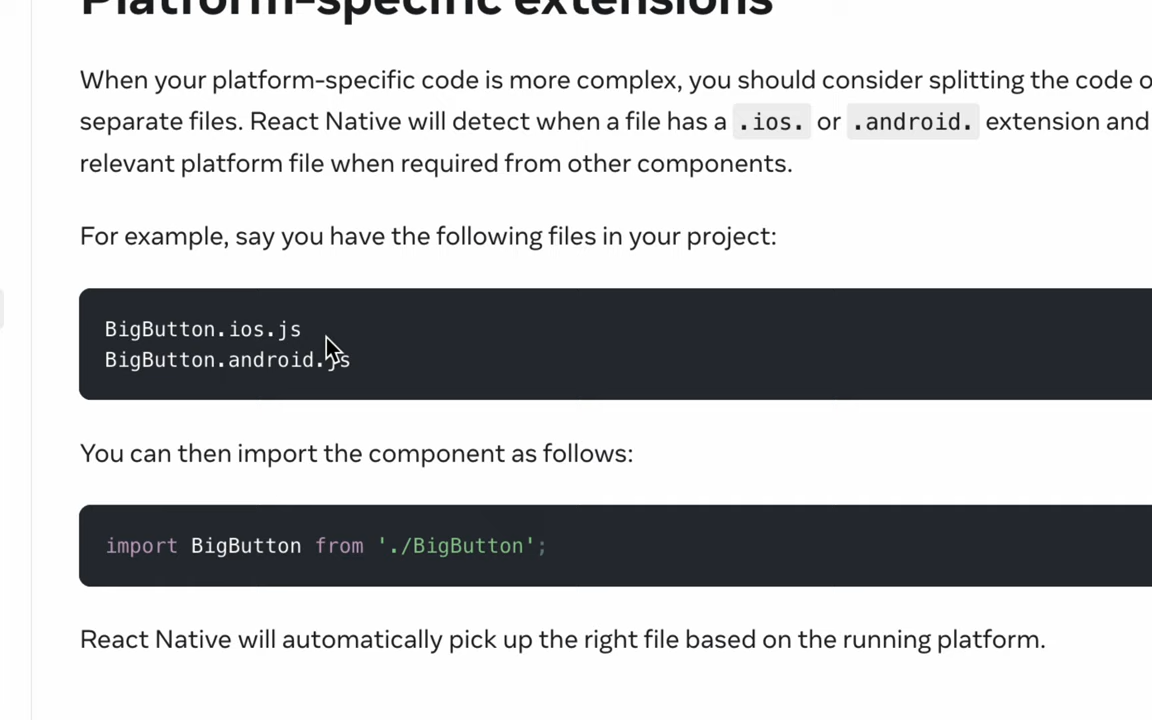 Platform-specific extensions
When your platform-specific code is more complex, you should consider splitting the code
separate files. React Native will detect when a file has a .ios. or .android. extension and
relevant platform file when required from other components.
For example, say you have the following files in your project:
BigButton.ios.js
BigButton.android.js
You can then import the component as follows:
import BigButton from './BigButton';
React Native will automatically pick up the right file based on the running platform.